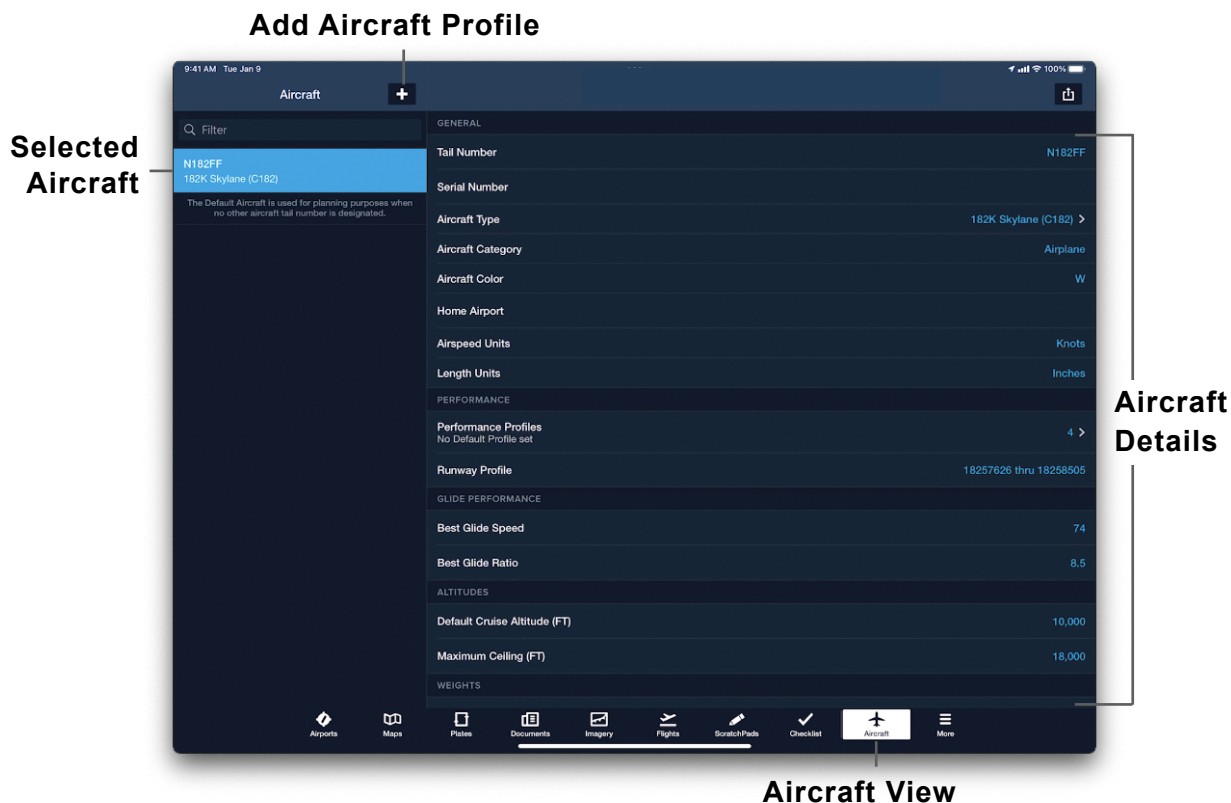 Add Aircraft Profile
9:41 AM Tue Jan 9
100%
Aircraft
Filter
Selected
Aircraft
N182FF
182K Skylane (C182)
The Default Aircraft is used for planning purposes when
no other aircraft tail number is designated.
GENERAL
Tail Number N182FF
Serial Number
Aircraft Type 182K Skylane (C182)
Aircraft Category Airplane
Aircraft Color W
Home Airport
Airspeed Units Knots
Length Units Inches
PERFORMANCE
Performance Profiles 4
No Default Profile set
Runway Profile 18257626 thru 18258505
GLIDE PERFORMANCE
Best Glide Speed 74
Best Glide Ratio 8.5
ALTITUDES
Default Cruise Altitude (FT) 10,000
Maximum Ceiling (FT) 18,000
WEIGHTS
Aircraft
Details
Airports Maps Plates Documents Imagery Flights ScratchPads Checklist Aircraft More
Aircraft View